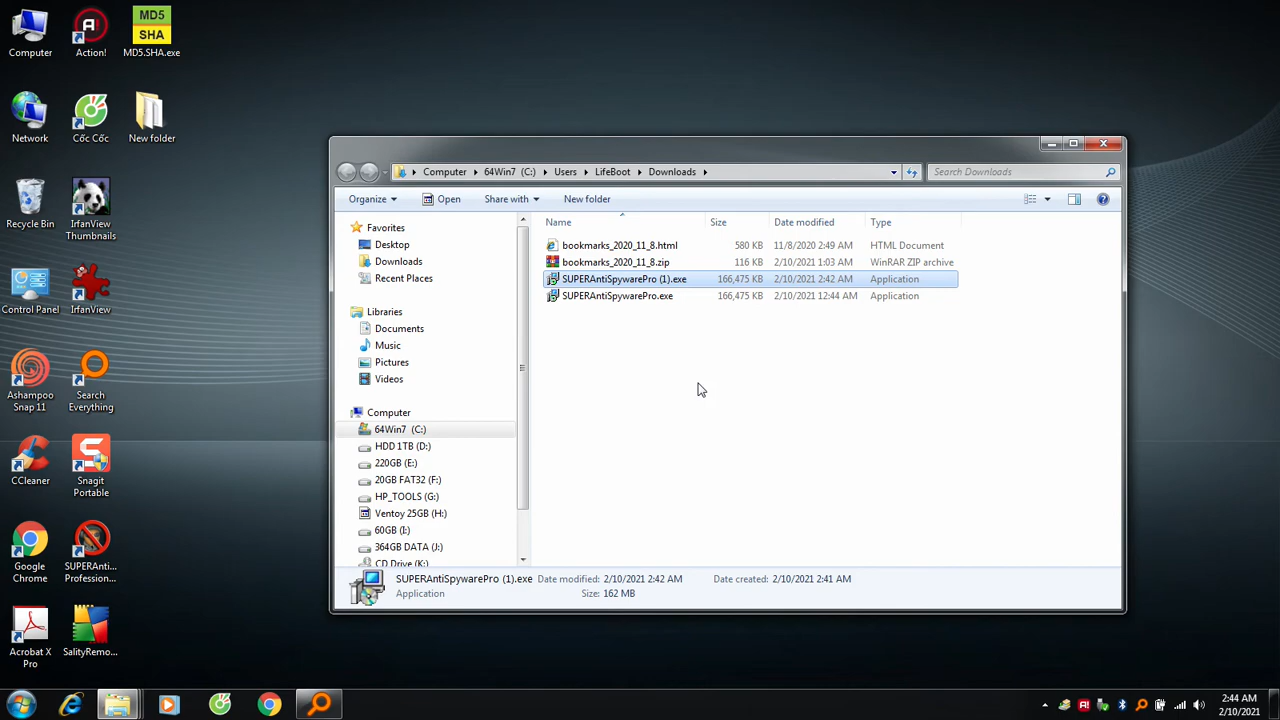 Computer
Action!
MD5
SHA
MD5.SHA.exe
Network
Cốc Cốc
New folder
Recycle Bin
IrfanView
Thumbnails
Control Panel
IrfanView
Ashampoo
Snap 11
Search
Everything
CCleaner
Snagit
Portable
Google
Chrome
SUPERAnti...
Profession...
Acrobat X
Pro
SalityRemo...
Computer 64Win7 (C:) Users LifeBoot Downloads
Search Downloads
Organize Open Share with New folder
Favorites
Desktop
Downloads
Recent Places
Libraries
Documents
Music
Pictures
Videos
Computer
64Win7 (C:)
HDD 1TB (D:)
220GB (E:)
20GB FAT32 (F:)
HP_TOOLS (G:)
Ventoy 25GB (H:)
60GB (I:)
364GB DATA (J:)
CD Drive (K:)
Name Size Date modified Type
bookmarks_2020_11_8.html 580 KB 11/8/2020 2:49 AM HTML Document
bookmarks_2020_11_8.zip 116 KB 2/10/2021 1:03 AM WinRAR ZIP archive
SUPERAntiSpywarePro (1).exe 166,475 KB 2/10/2021 2:42 AM Application
SUPERAntiSpywarePro.exe 166,475 KB 2/10/2021 12:44 AM Application
SUPERAntiSpywarePro (1).exe Date modified: 2/10/2021 2:42 AM Date created: 2/10/2021 2:41 AM
Application Size: 162 MB
2:44 AM
2/10/2021